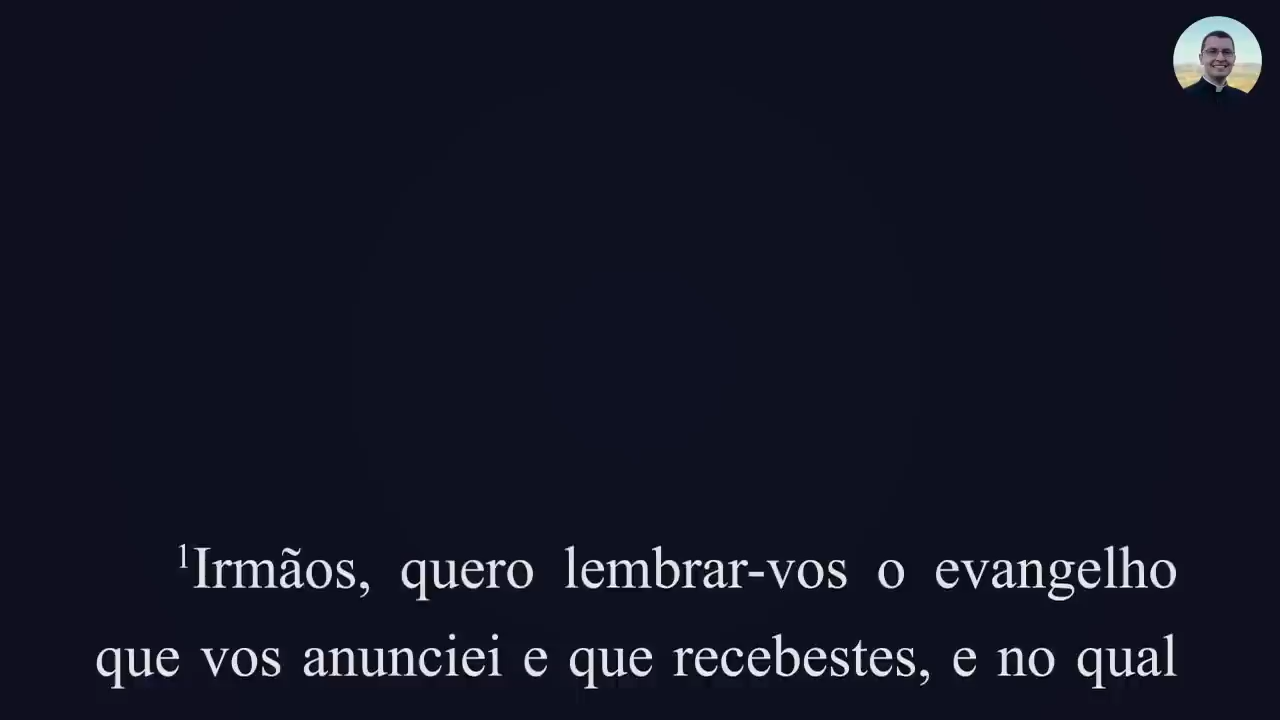 ¹Irmãos, quero lembrar-vos o evangelho
que vos anunciei e que recebestes, e no qual